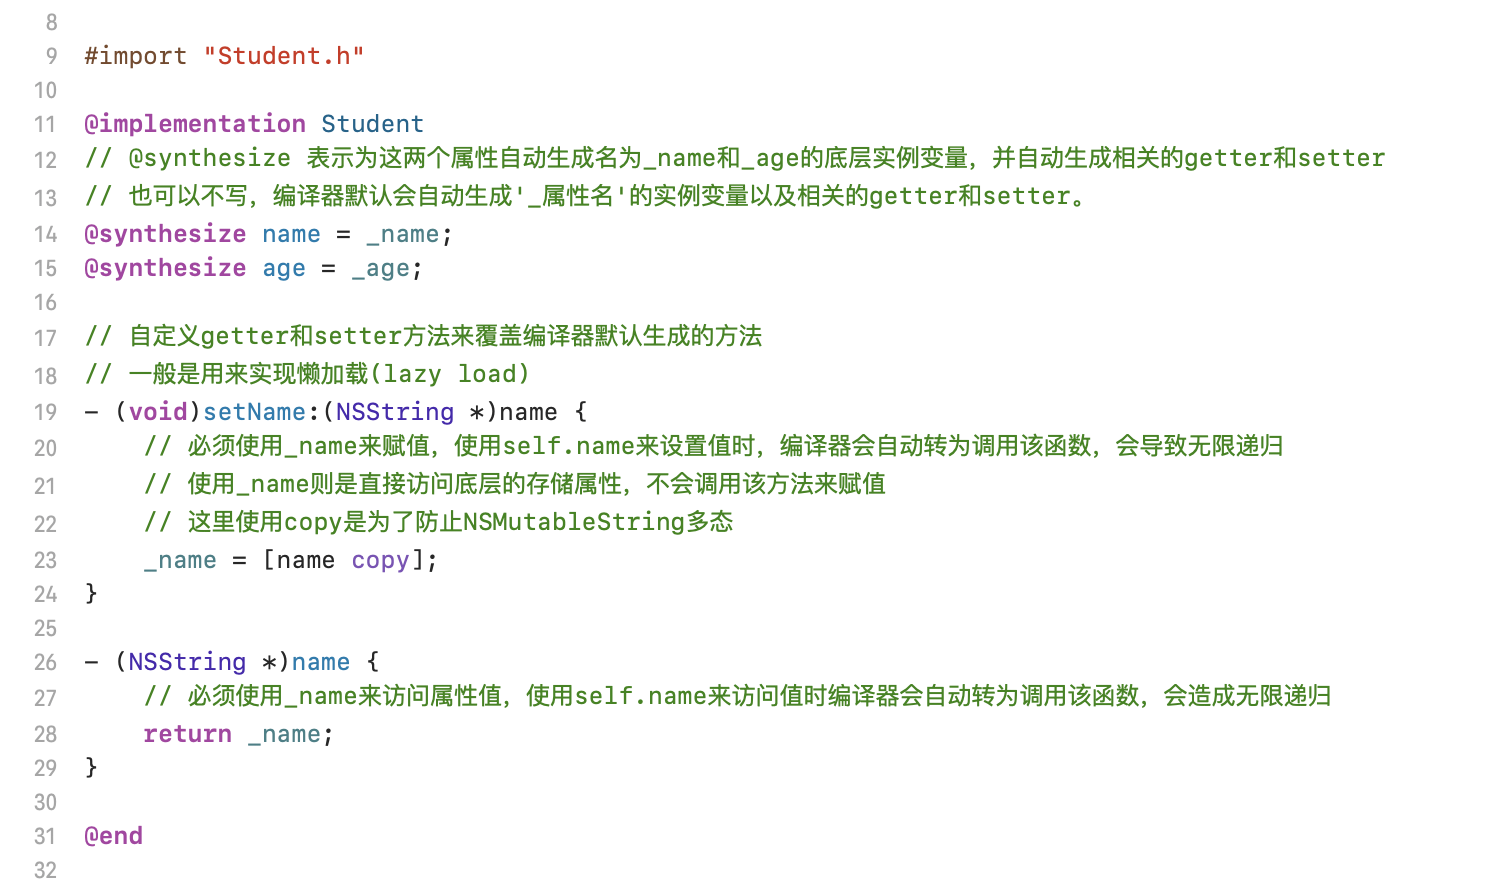 8
9 #import "Student.h"
10
11 @implementation Student
12 // @synthesize 表示为这两个属性自动生成名为_name和_age的底层实例变量，并自动生成相关的getter和setter
13 // 也可以不写，编译器默认会自动生成'_属性名'的实例变量以及相关的getter和setter。
14 @synthesize name = _name;
15 @synthesize age = _age;
16
17 // 自定义getter和setter方法来覆盖编译器默认生成的方法
18 // 一般是用来实现懒加载(lazy load)
19 - (void)setName:(NSString *)name {
20     // 必须使用_name来赋值，使用self.name来设置值时，编译器会自动转为调用该函数，会导致无限递归
21     // 使用_name则是直接访问底层的存储属性，不会调用该方法来赋值
22     // 这里使用copy是为了防止NSMutableString多态
23     _name = [name copy];
24 }
25
26 - (NSString *)name {
27     // 必须使用_name来访问属性值，使用self.name来访问值时编译器会自动转为调用该函数，会造成无限递归
28     return _name;
29 }
30
31 @end
32